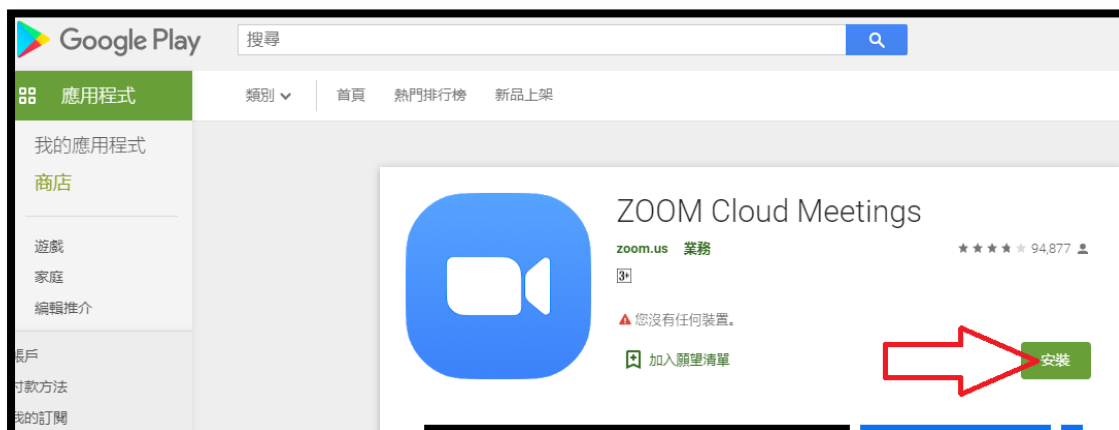 Google Play
搜尋
應用程式
類別
首頁
熱門排行榜
新品上架
我的應用程式
商店
遊戲
家庭
編輯推介
帳戶
付款方法
我的訂閱
ZOOM Cloud Meetings
zoom.us 業務
94,877
3+
您沒有任何裝置。
加入願望清單
安裝